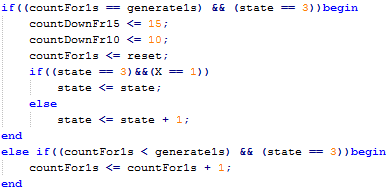 if((countFor1s == generate1s) && (state == 3))begin
countDownFr15 <= 15;
countDownFr10 <= 10;
countFor1s <= reset;
if((state == 3)&&(X == 1))
state <= state;
else
state <= state + 1;
end
else if((countFor1s < generate1s) && (state == 3))begin
countFor1s <= countFor1s + 1;
end